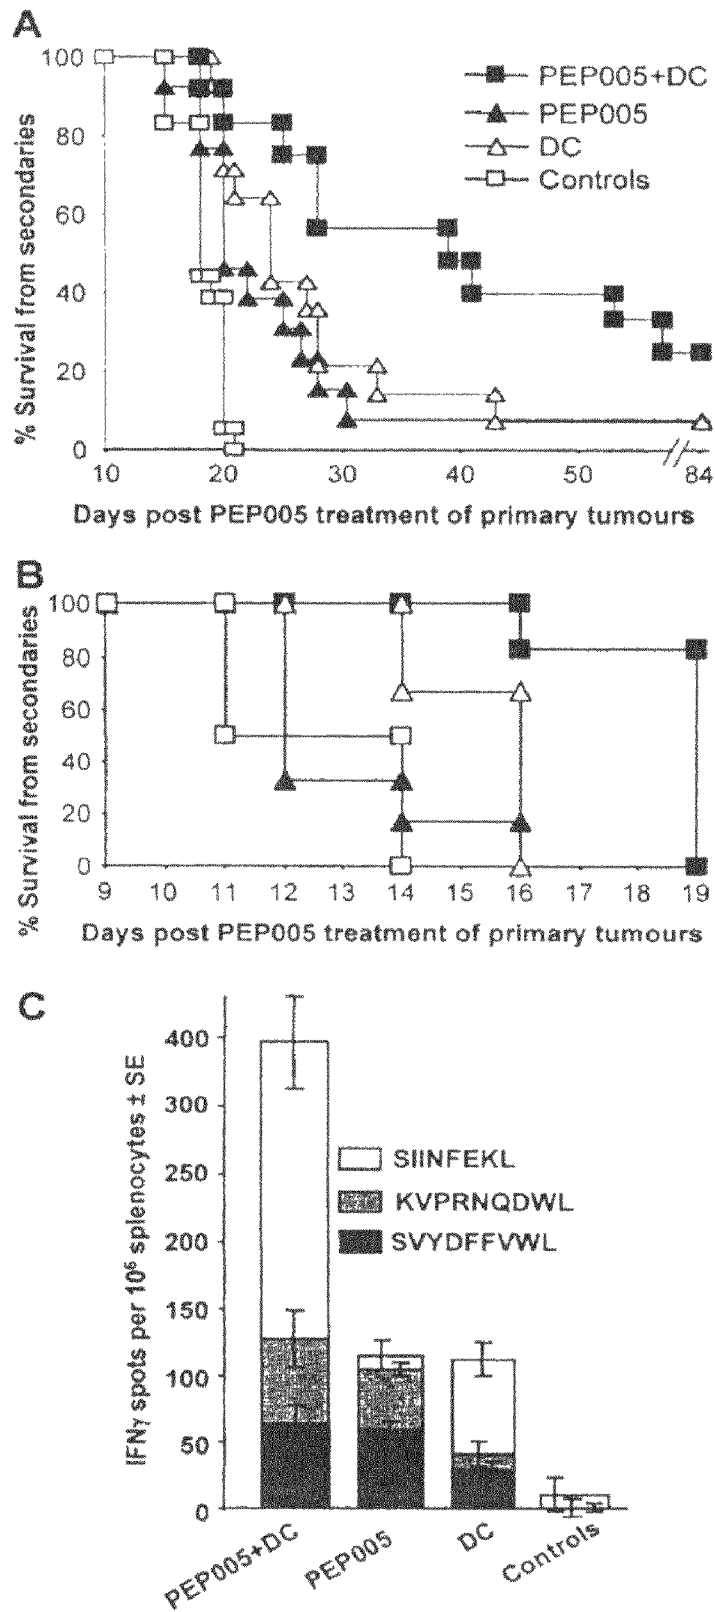 A
100
80
60
40
20
0
% Survival from secondaries
PEP005+DC
PEP005
DC
Controls
10 20 30 40 50 84
Days post PEP005 treatment of primary tumours
B
100
80
60
40
20
0
% Survival from secondaries
9 10 11 12 13 14 15 16 17 18 19
Days post PEP005 treatment of primary tumours
C
400
300
250
200
150
100
50
0
IFNγ spots per 10⁶ splenocytes ± SE
SIINFEKL
KVPRNQDWL
SVYDFFVWL
PEP005+DC PEP005 DC Controls